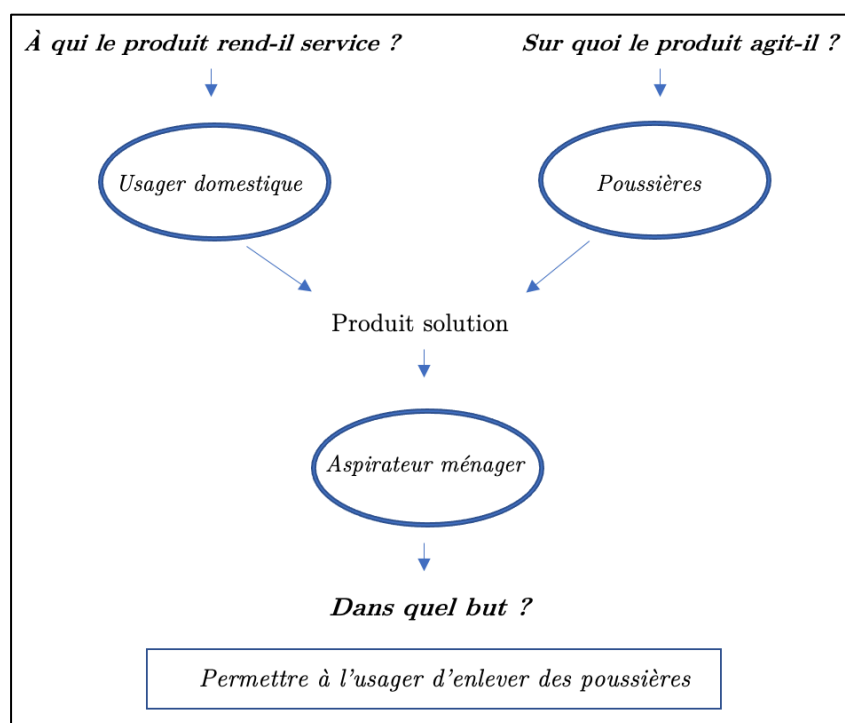 À qui le produit rend-il service ?
Sur quoi le produit agit-il ?
Usager domestique
Poussières
Produit solution
Aspirateur ménager
Dans quel but ?
Permettre à l'usager d'enlever des poussières